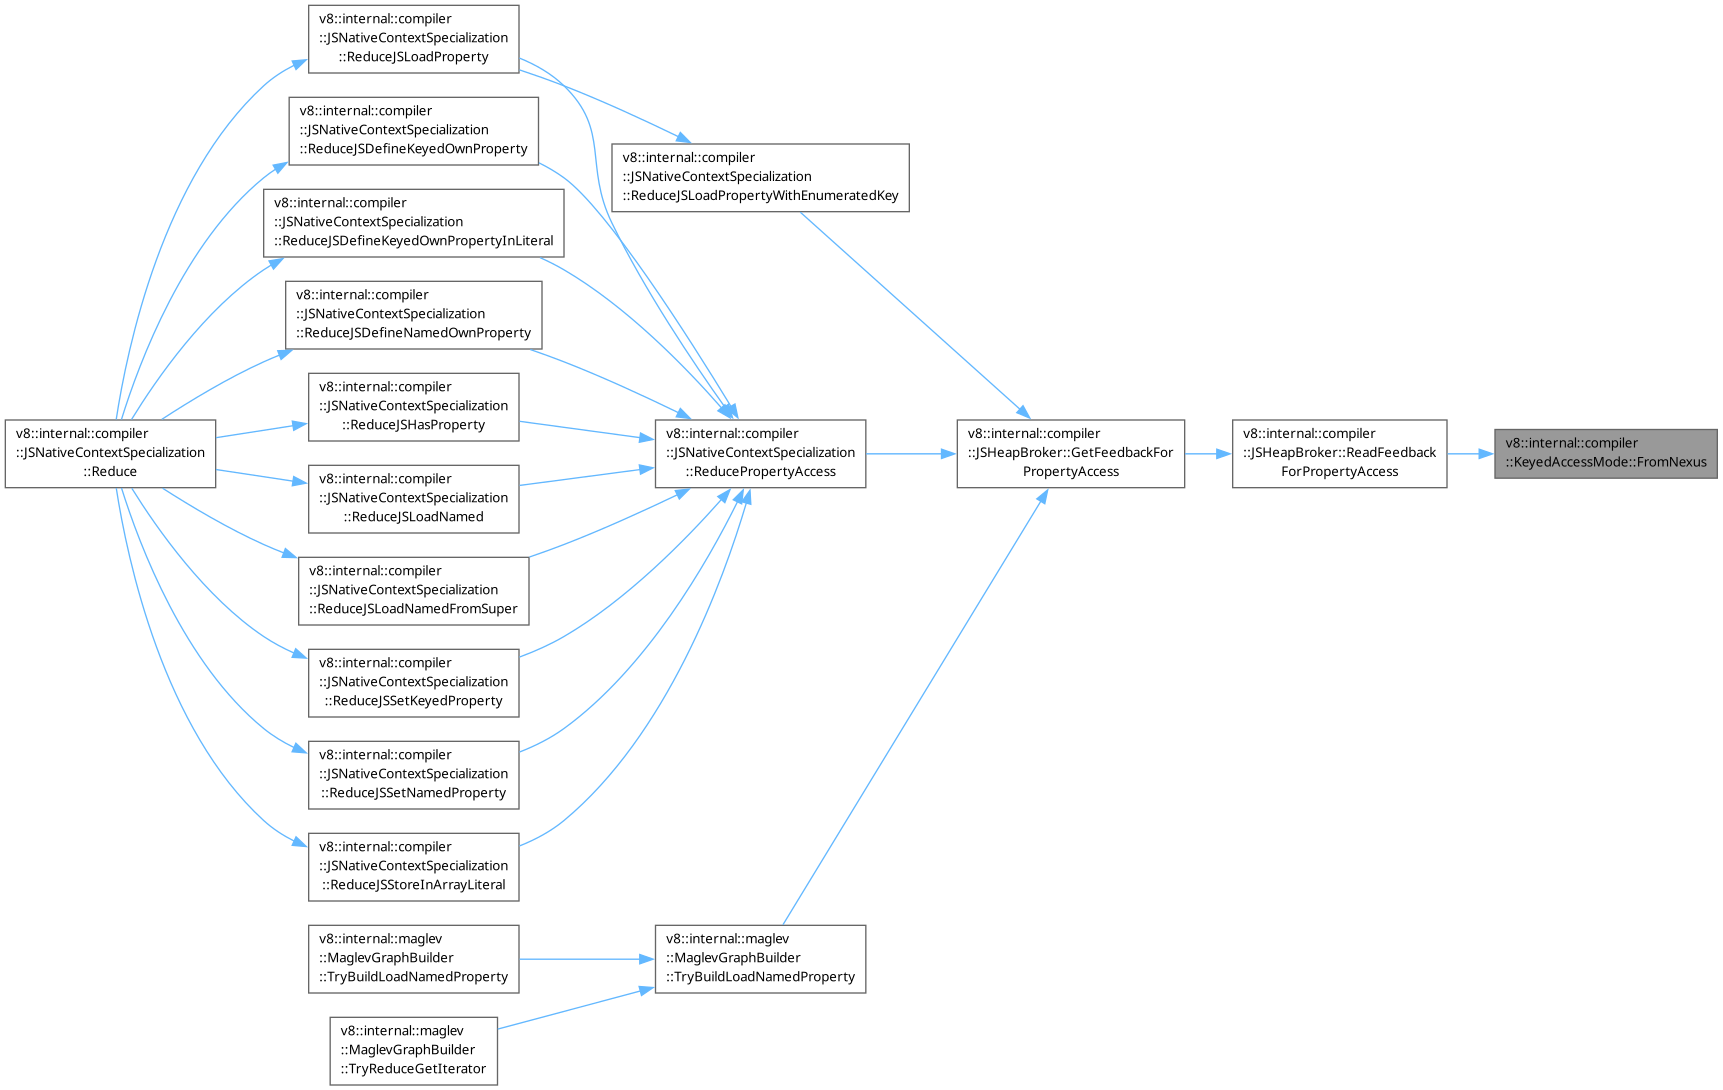 v8::internal::compiler
::JSNativeContextSpecialization
::ReduceJSLoadProperty
v8::internal::compiler
::JSNativeContextSpecialization
::ReduceJSDefineKeyedOwnProperty
v8::internal::compiler
::JSNativeContextSpecialization
::ReduceJSLoadPropertyWithEnumeratedKey
v8::internal::compiler
::JSNativeContextSpecialization
::ReduceJSDefineKeyedOwnPropertyInLiteral
v8::internal::compiler
::JSNativeContextSpecialization
::ReduceJSDefineNamedOwnProperty
v8::internal::compiler
::JSNativeContextSpecialization
::ReduceJSHasProperty
v8::internal::compiler
::JSNativeContextSpecialization
::Reduce
v8::internal::compiler
::JSNativeContextSpecialization
::ReducePropertyAccess
v8::internal::compiler
::JSHeapBroker::GetFeedbackFor
PropertyAccess
v8::internal::compiler
::JSHeapBroker::ReadFeedback
ForPropertyAccess
v8::internal::compiler
::KeyedAccessMode::FromNexus
v8::internal::compiler
::JSNativeContextSpecialization
::ReduceJSLoadNamed
v8::internal::compiler
::JSNativeContextSpecialization
::ReduceJSLoadNamedFromSuper
v8::internal::compiler
::JSNativeContextSpecialization
::ReduceJSSetKeyedProperty
v8::internal::compiler
::JSNativeContextSpecialization
::ReduceJSSetNamedProperty
v8::internal::compiler
::JSNativeContextSpecialization
::ReduceJSStoreInArrayLiteral
v8::internal::maglev
::MaglevGraphBuilder
::TryBuildLoadNamedProperty
v8::internal::maglev
::MaglevGraphBuilder
::TryBuildLoadNamedProperty
v8::internal::maglev
::MaglevGraphBuilder
::TryReduceGetIterator